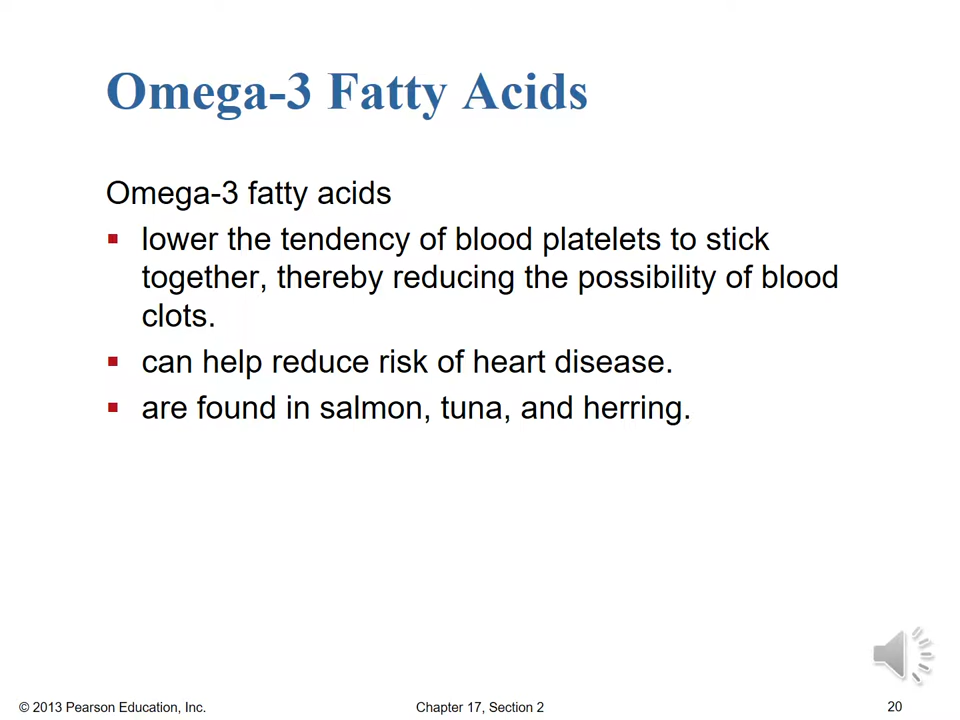 Omega-3 Fatty Acids
Omega-3 fatty acids
▪ lower the tendency of blood platelets to stick
together, thereby reducing the possibility of blood
clots.
▪ can help reduce risk of heart disease.
▪ are found in salmon, tuna, and herring.
© 2013 Pearson Education, Inc.
Chapter 17, Section 2
20